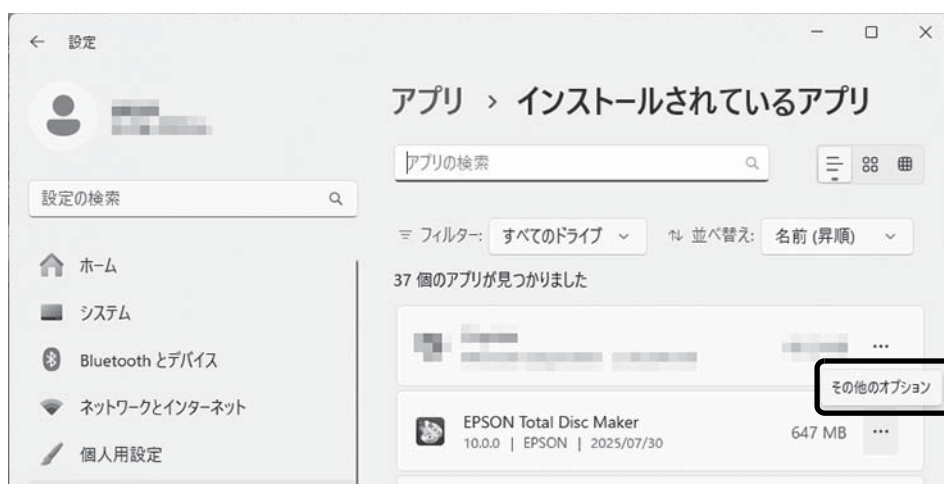 設定
アプリ › インストールされているアプリ
アプリの検索
設定の検索
フィルター: すべてのドライブ 並べ替え: 名前 (昇順)
37 個のアプリが見つかりました
ホーム
システム
Bluetooth とデバイス
ネットワークとインターネット
個人用設定
その他のオプション
EPSON Total Disc Maker
10.0.0 | EPSON | 2025/07/30
647 MB